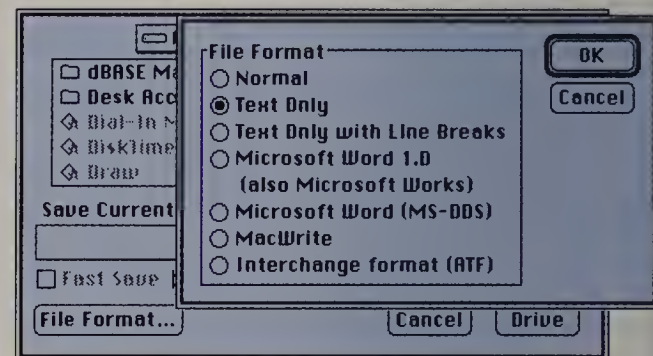 File Format
Normal
Text Only
Text Only with Line Breaks
Microsoft Word 1.0
(also Microsoft Works)
Microsoft Word (MS-DOS)
MacWrite
Interchange format (RTF)
OK
Cancel
dBASE
Desk
Dial-In
Disktime
Draw
Save Current
Fast Save
File Format...
Cancel
Drive